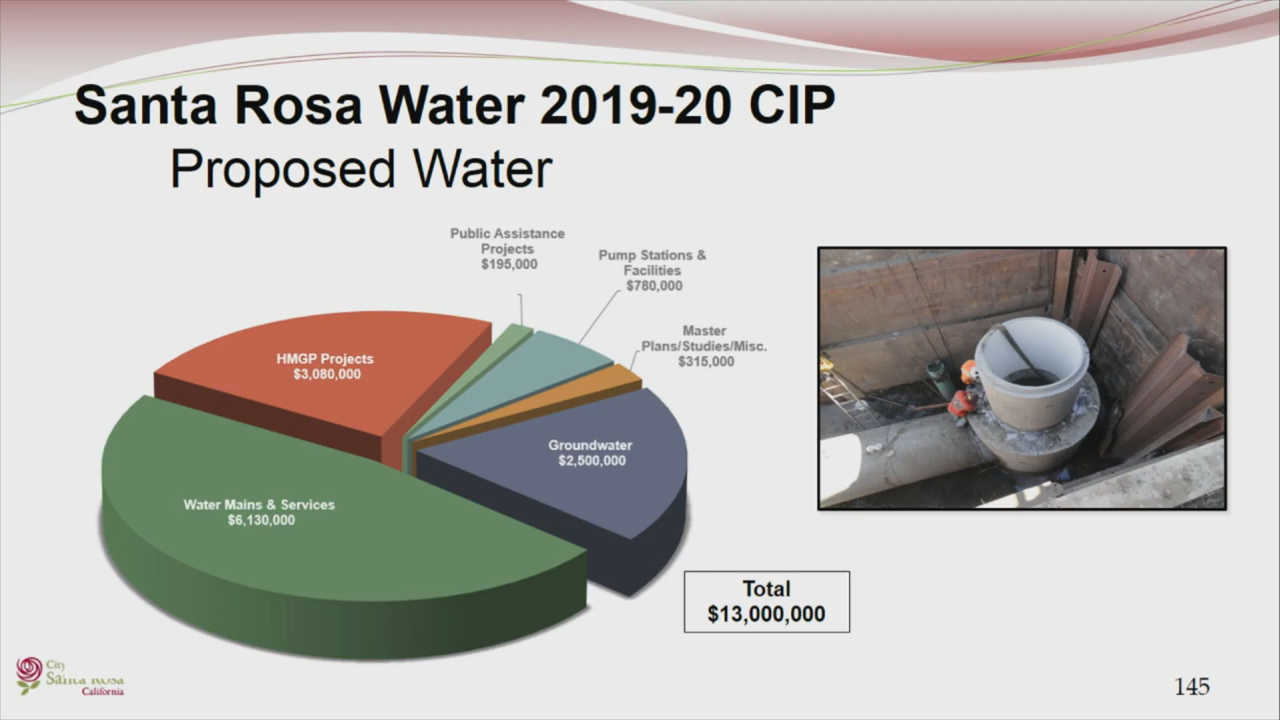 Santa Rosa Water 2019-20 CIP
Proposed Water
Public Assistance
Projects
$195,000
Pump Stations &
Facilities
$780,000
Master
Plans/Studies/Misc.
$315,000
HMGP Projects
$3,080,000
Groundwater
$2,500,000
Water Mains & Services
$6,130,000
Total
$13,000,000
City
Santa Rosa
California
145